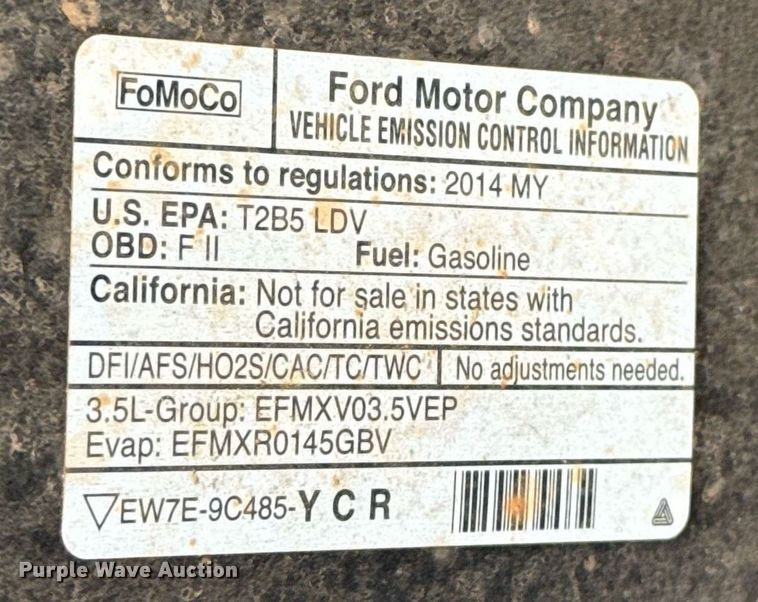 FoMoCo
Ford Motor Company
VEHICLE EMISSION CONTROL INFORMATION
Conforms to regulations: 2014 MY
U.S. EPA: T2B5 LDV
OBD: F II Fuel: Gasoline
California: Not for sale in states with
California emissions standards.
DFI/AFS/HO2S/CAC/TC/TWC No adjustments needed.
3.5L-Group: EFMXV03.5VEP
Evap: EFMXR0145GBV
EW7E-9C485-Y C R
Purple Wave Auction